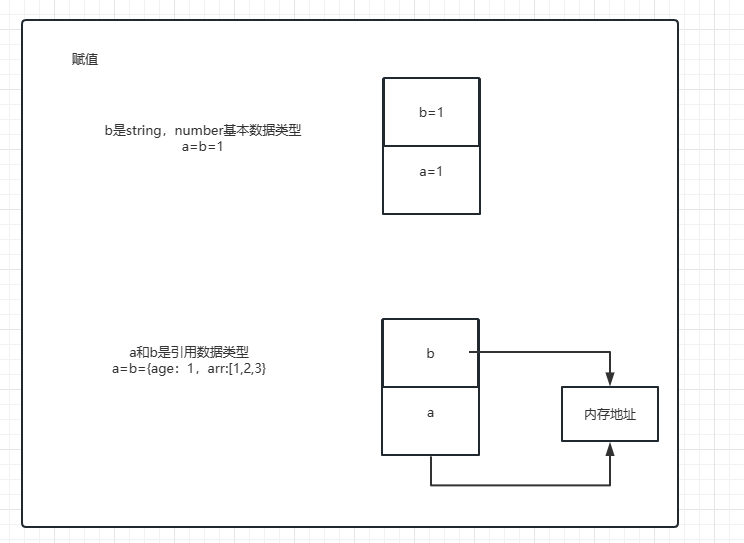 赋值
b是string，number基本数据类型
a=b=1
b=1
a=1
a和b是引用数据类型
a=b={age：1，arr:[1,2,3}
b
a
内存地址